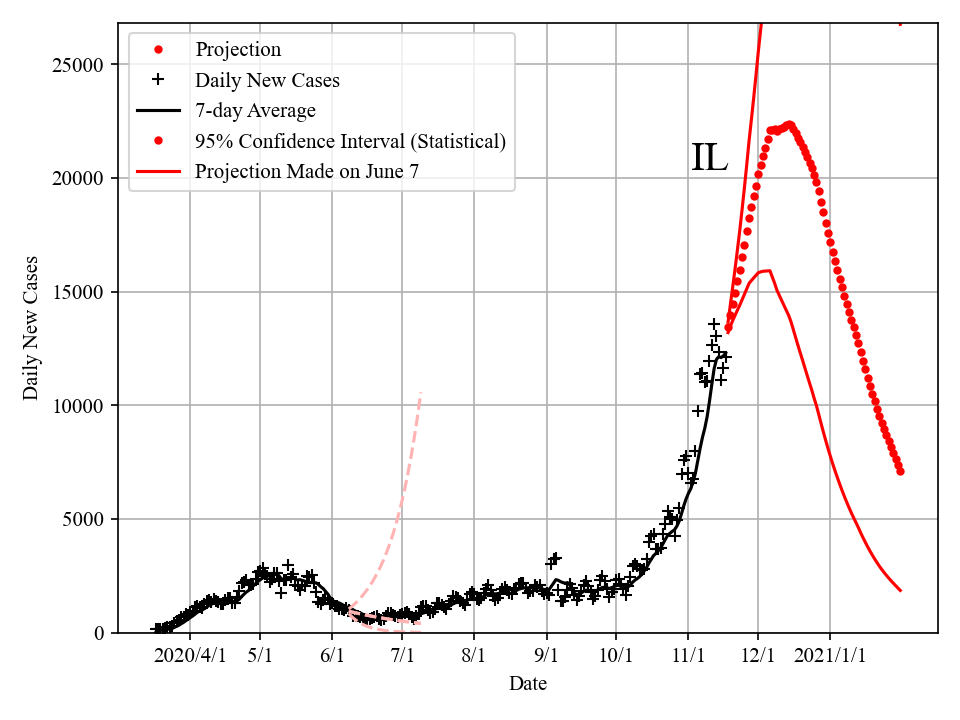 Projection
Daily New Cases
7-day Average
95% Confidence Interval (Statistical)
Projection Made on June 7
IL
25000
20000
15000
10000
5000
0
Daily New Cases
2020/4/1 5/1 6/1 7/1 8/1 9/1 10/1 11/1 12/1 2021/1/1
Date